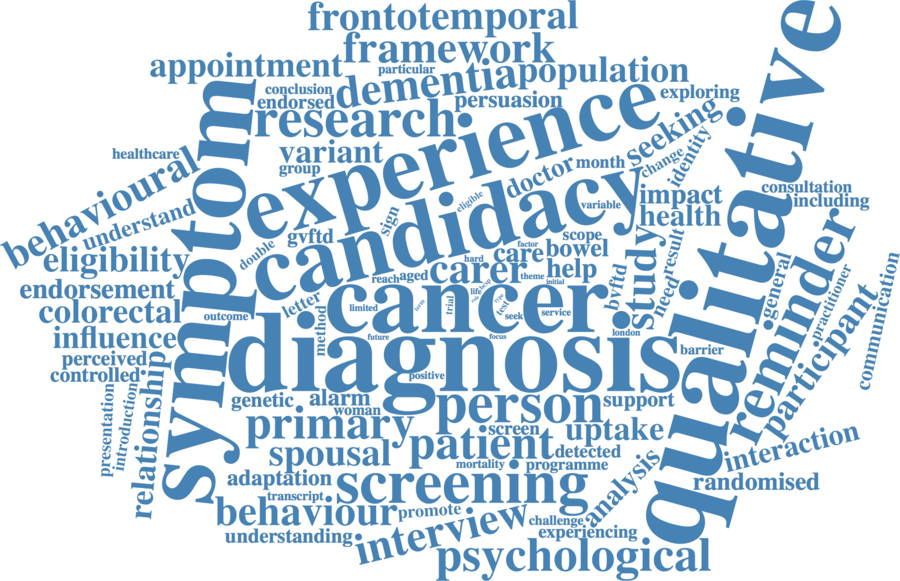 frontotemporal
framework
appointment
particular
dementia
population
conclusion
endorsed
persuasion
exploring
research
experience
seeking
qualitative
symptom
variant
group
healthcare
behavioural
understand
doctor
month
change
identity
eligible
variable
impact
health
consultation
including
candidacy
sign
gvftd
double
eligibility
scope
bowel
factor
care
hard
carer
theme
help
initial
study
result
need
bvftd
reminder
general
practitioner
participant
communication
endorsement
colorectal
outcome
letter
reach
aged
life
cancer
limited
term
trial
type
test
seek
service
influence
method
future
focus
london
diagnosis
barrier
perceived
controlled
positive
relationship
presentation
introduction
genetic
alarm
woman
person
support
primary
screen
uptake
patient
spousal
detected
mortality
programme
interaction
adaptation
screening
analysis
randomised
transcript
behaviour
promote
interview
challenge
experiencing
understanding
psychological